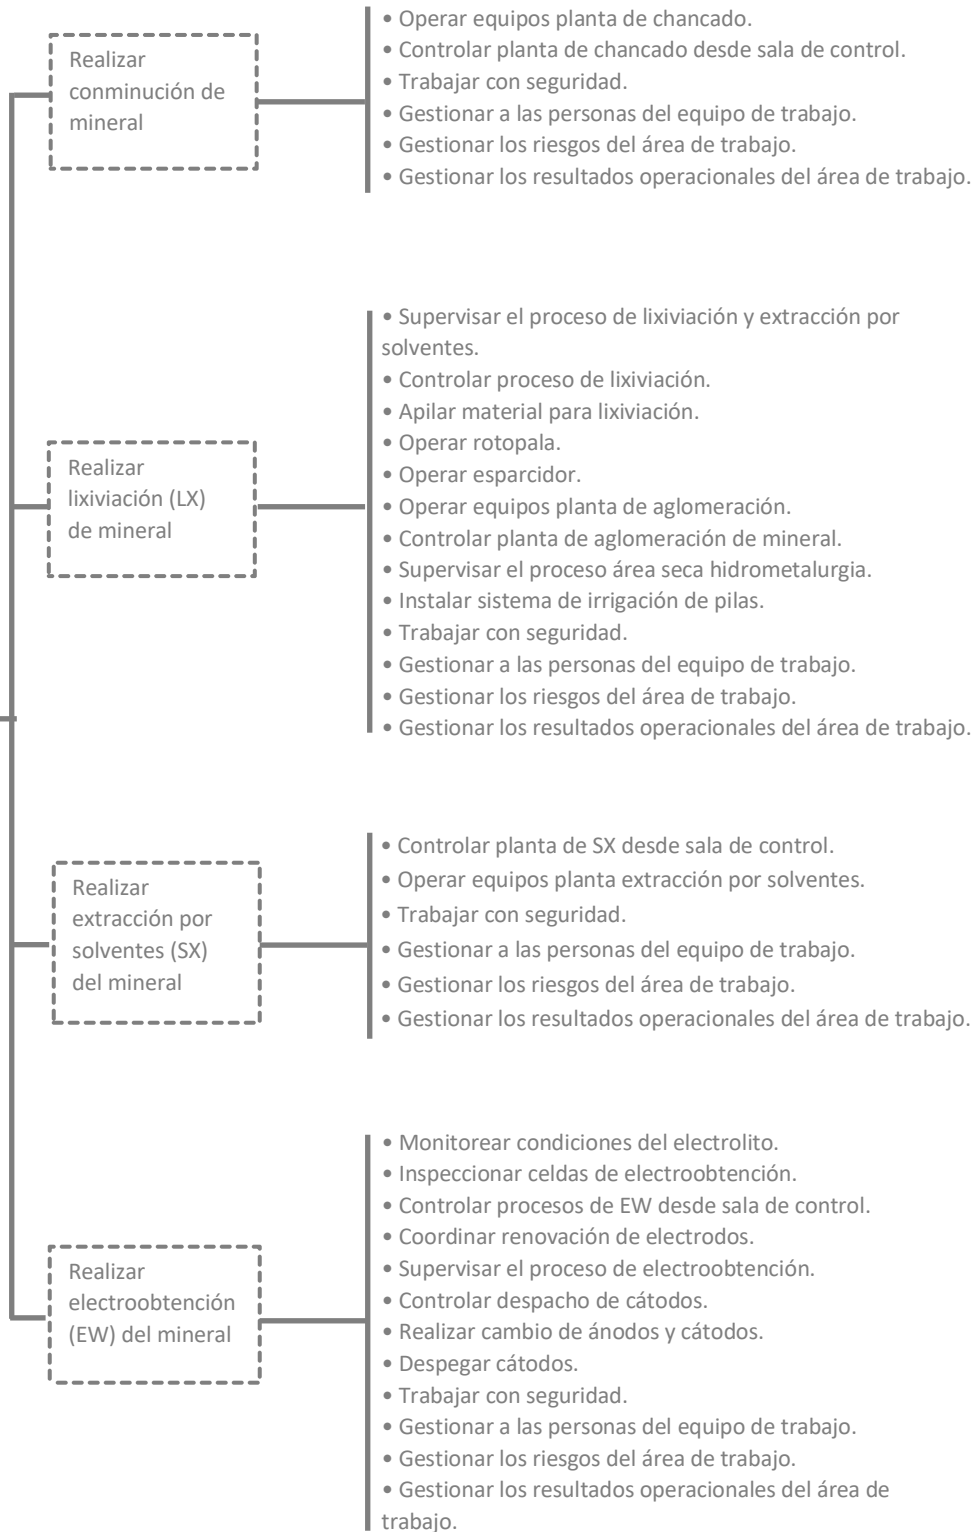 Realizar
conminución de
mineral
• Operar equipos planta de chancado.
• Controlar planta de chancado desde sala de control.
• Trabajar con seguridad.
• Gestionar a las personas del equipo de trabajo.
• Gestionar los riesgos del área de trabajo.
• Gestionar los resultados operacionales del área de trabajo.
Realizar
lixiviación (LX)
de mineral
• Supervisar el proceso de lixiviación y extracción por
solventes.
• Controlar proceso de lixiviación.
• Apilar material para lixiviación.
• Operar rotopala.
• Operar esparcidor.
• Operar equipos planta de aglomeración.
• Controlar planta de aglomeración de mineral.
• Supervisar el proceso área seca hidrometalurgia.
• Instalar sistema de irrigación de pilas.
• Trabajar con seguridad.
• Gestionar a las personas del equipo de trabajo.
• Gestionar los riesgos del área de trabajo.
• Gestionar los resultados operacionales del área de trabajo.
Realizar
extracción por
solventes (SX)
del mineral
• Controlar planta de SX desde sala de control.
• Operar equipos planta extracción por solventes.
• Trabajar con seguridad.
• Gestionar a las personas del equipo de trabajo.
• Gestionar los riesgos del área de trabajo.
• Gestionar los resultados operacionales del área de trabajo.
Realizar
electroobtención
(EW) del mineral
• Monitorear condiciones del electrolito.
• Inspeccionar celdas de electroobtención.
• Controlar procesos de EW desde sala de control.
• Coordinar renovación de electrodos.
• Supervisar el proceso de electroobtención.
• Controlar despacho de cátodos.
• Realizar cambio de ánodos y cátodos.
• Despegar cátodos.
• Trabajar con seguridad.
• Gestionar a las personas del equipo de trabajo.
• Gestionar los riesgos del área de trabajo.
• Gestionar los resultados operacionales del área de
trabajo.